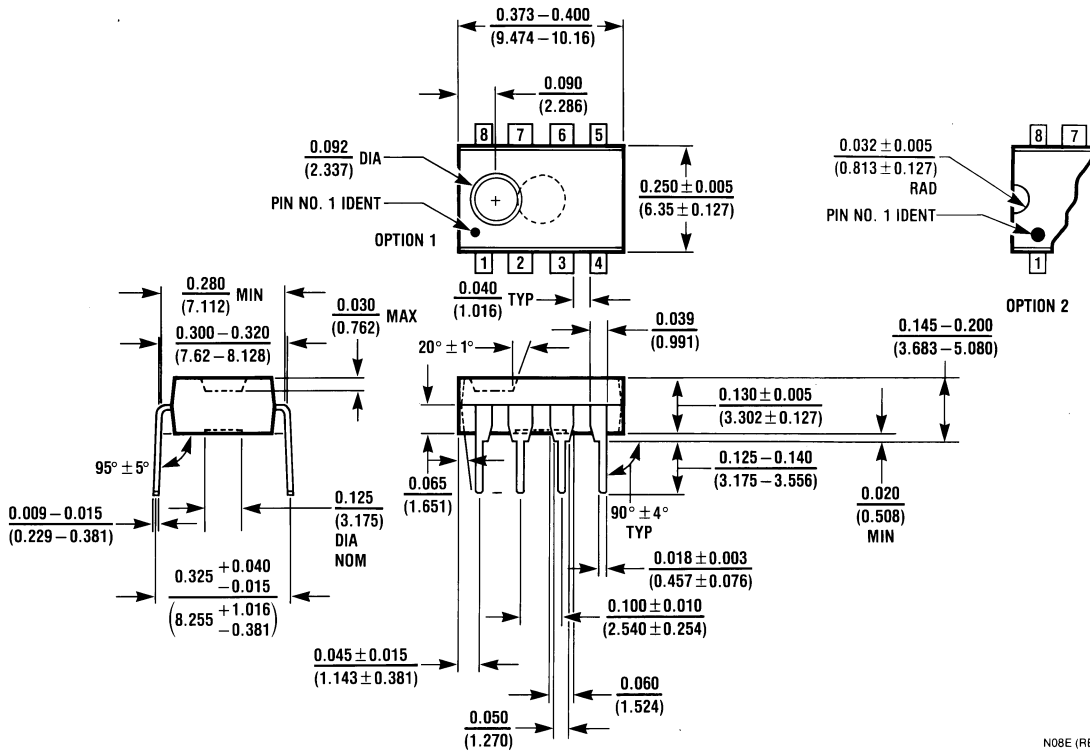 0.373 – 0.400
(9.474 – 10.16)
0.090
(2.286)
8 7 6 5
0.092 DIA
(2.337)
PIN NO. 1 IDENT
OPTION 1
1 2 3 4
0.250 ± 0.005
(6.35 ± 0.127)
8 7
0.032 ± 0.005
(0.813 ± 0.127)
RAD
PIN NO. 1 IDENT
1
OPTION 2
0.280 MIN
(7.112)
0.300 – 0.320
(7.62 – 8.128)
0.030 MAX
(0.762)
0.040 TYP
(1.016)
0.039
(0.991)
20° ± 1°
0.145 – 0.200
(3.683 – 5.080)
0.130 ± 0.005
(3.302 ± 0.127)
0.125 – 0.140
(3.175 – 3.556)
0.020
(0.508)
MIN
95° ± 5°
0.009 – 0.015
(0.229 – 0.381)
0.125
(3.175)
DIA
NOM
0.065
(1.651)
90° ± 4°
TYP
0.325 +0.040
-0.015
(8.255 +1.016
-0.381)
0.018 ± 0.003
(0.457 ± 0.076)
0.100 ± 0.010
(2.540 ± 0.254)
0.045 ± 0.015
(1.143 ± 0.381)
0.060
(1.524)
0.050
(1.270)